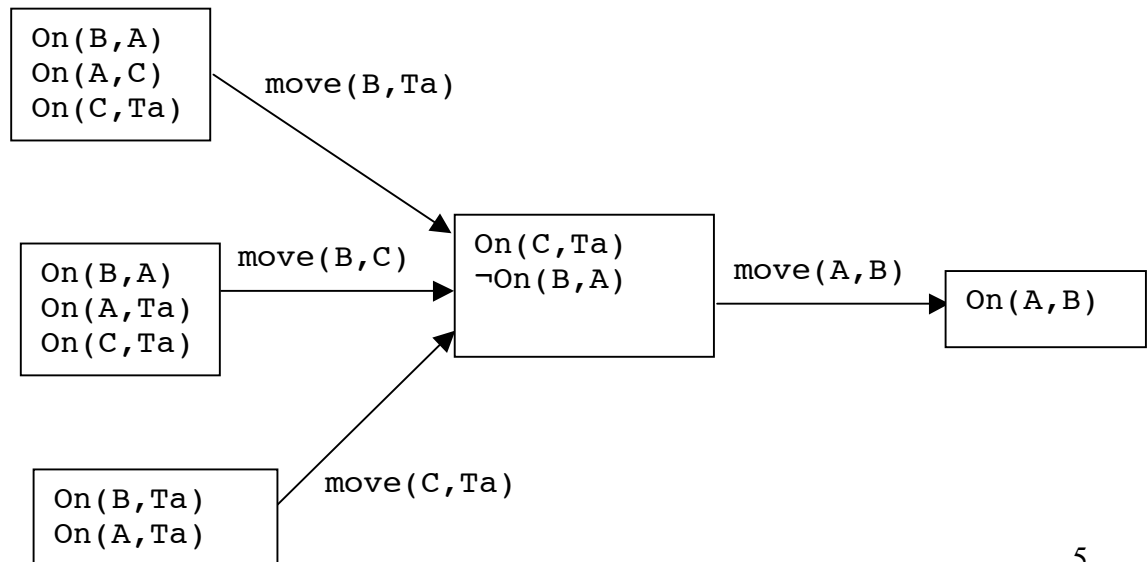 On(B,A)
On(A,C)
On(C,Ta)
move(B,Ta)
On(B,A)
On(A,Ta)
On(C,Ta)
move(B,C)
On(C,Ta)
¬On(B,A)
move(A,B)
On(A,B)
On(B,Ta)
On(A,Ta)
move(C,Ta)
5